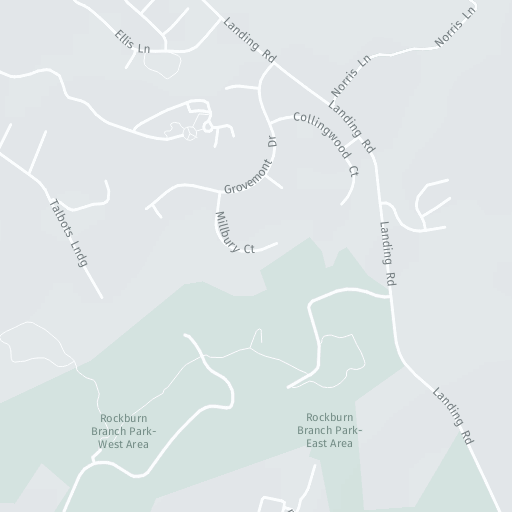 Landing Rd
Ellis Ln
Norris Ln
Norris Ln
Landing Rd
Collingwood Ct
Grovemont Dr
Talbots Lndg
Millbury Ct
Landing Rd
Landing Rd
Rockburn
Branch Park-
West Area
Rockburn
Branch Park-
East Area